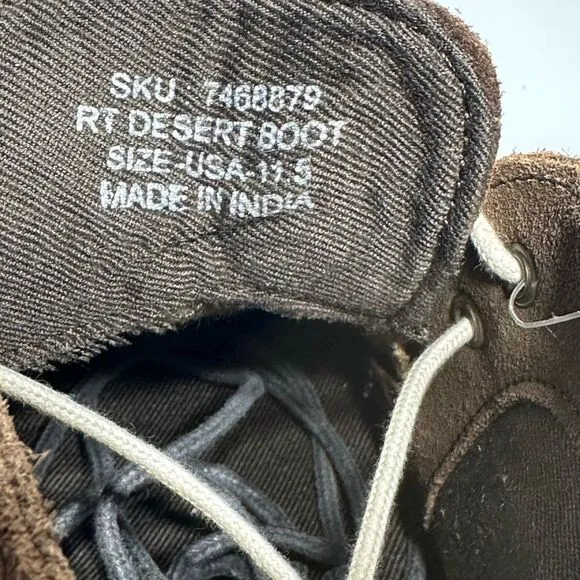 SKU : 7468879
RT DESERT BOOT
SIZE-USA-11.5
MADE IN INDIA